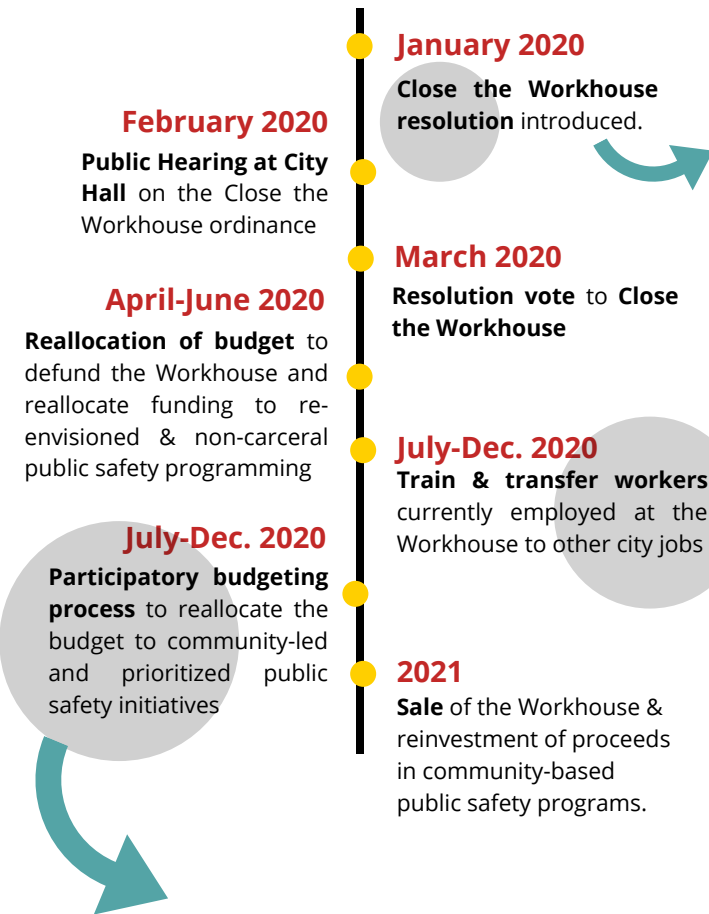 January 2020
Close the Workhouse
resolution introduced.
February 2020
Public Hearing at City
Hall on the Close the
Workhouse ordinance
March 2020
Resolution vote to Close
the Workhouse
April-June 2020
Reallocation of budget to
defund the Workhouse and
reallocate funding to re-
envisioned & non-carceral
public safety programming
July-Dec. 2020
Train & transfer workers
currently employed at the
Workhouse to other city jobs
July-Dec. 2020
Participatory budgeting
process to reallocate the
budget to community-led
and prioritized public
safety initiatives
2021
Sale of the Workhouse &
reinvestment of proceeds
in community-based
public safety programs.